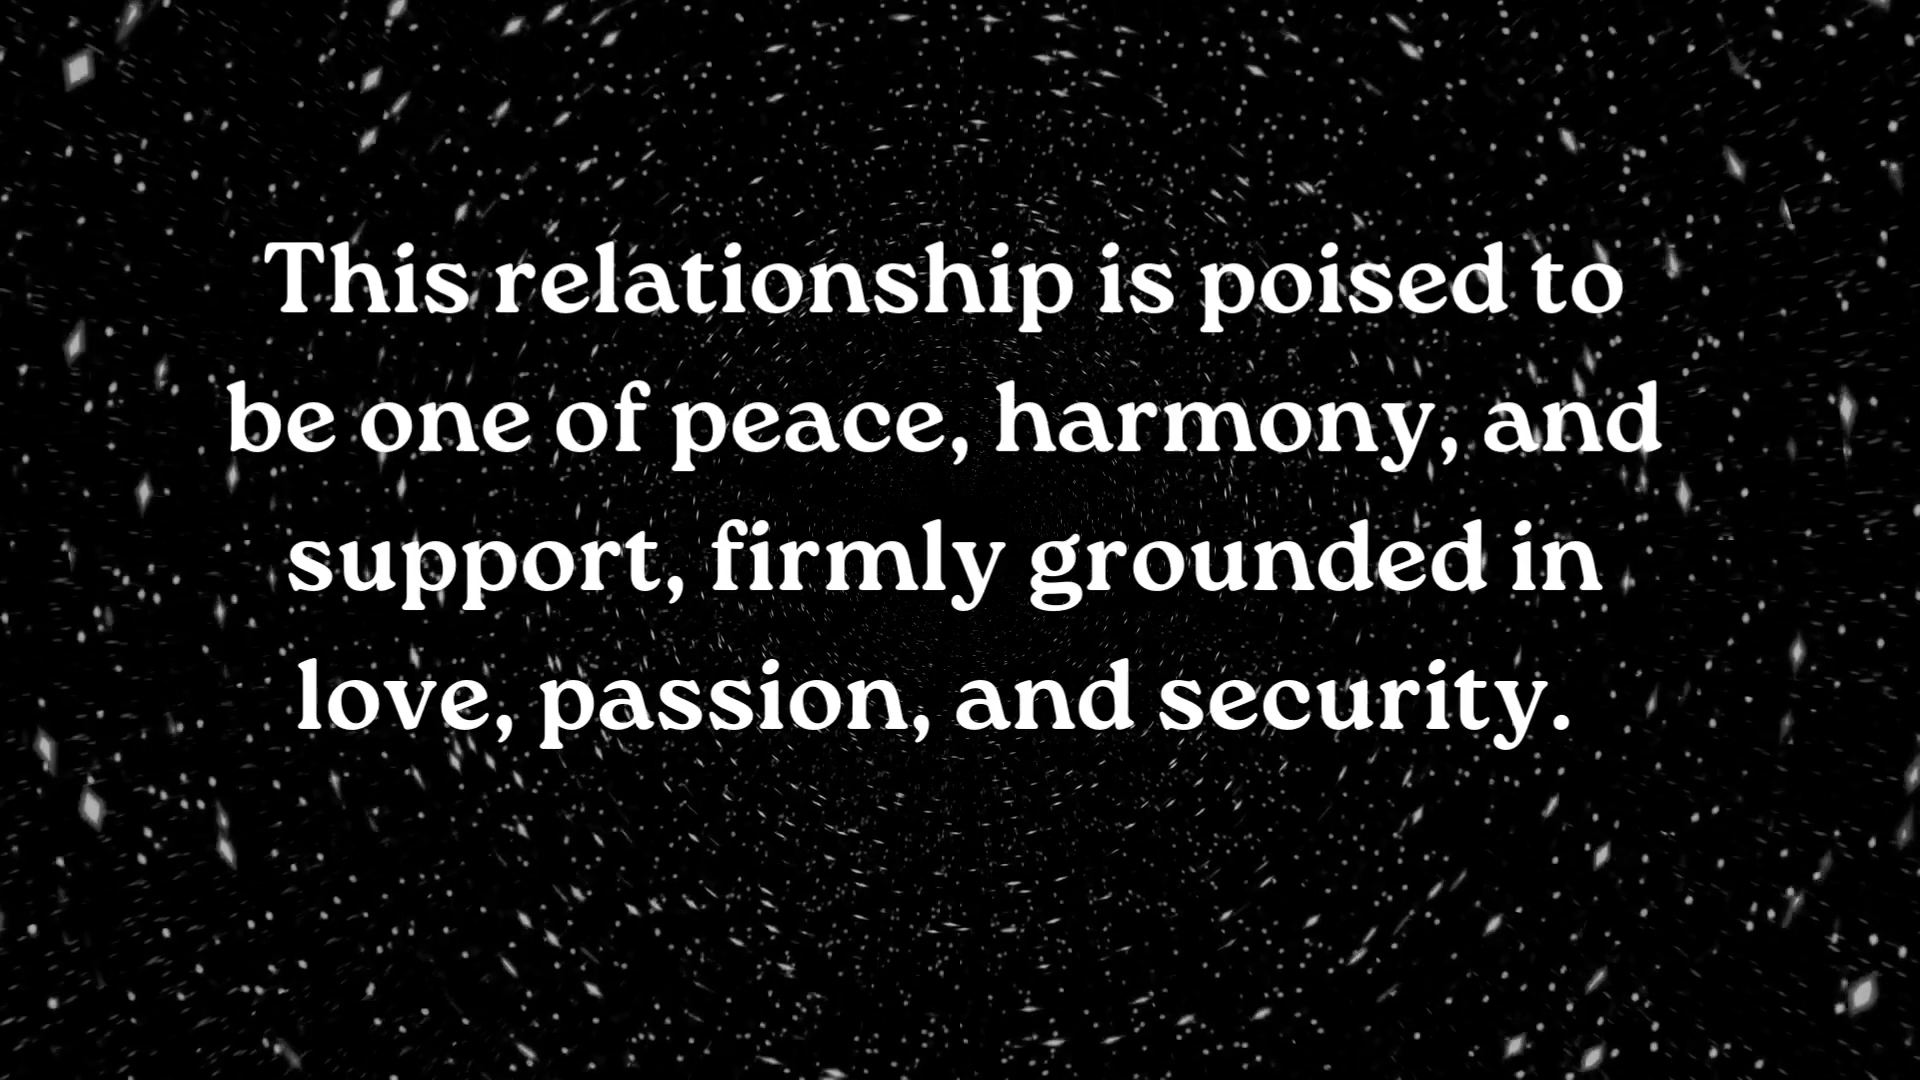 This relationship is poised to
be one of peace, harmony, and
support, firmly grounded in
love, passion, and security.